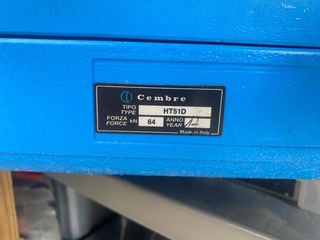 Cembre
TIPO
TYPE HT51D
FORZA kN 64 ANNO
FORCE YEAR
Made in Italy